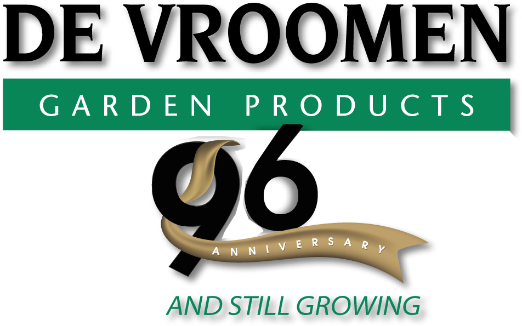 DE VROOMEN
GARDEN PRODUCTS
96
ANNIVERSARY
AND STILL GROWING